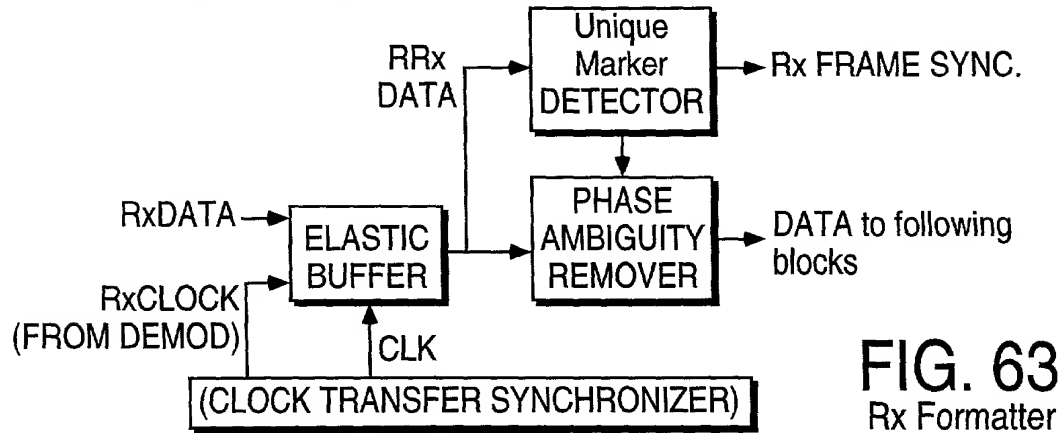 Unique
Marker
DETECTOR
RRx
DATA
Rx FRAME SYNC.
RxDATA
ELASTIC
BUFFER
PHASE
AMBIGUITY
REMOVER
DATA to following
blocks
RxCLOCK
(FROM DEMOD)
CLK
(CLOCK TRANSFER SYNCHRONIZER)
FIG. 63
Rx Formatter